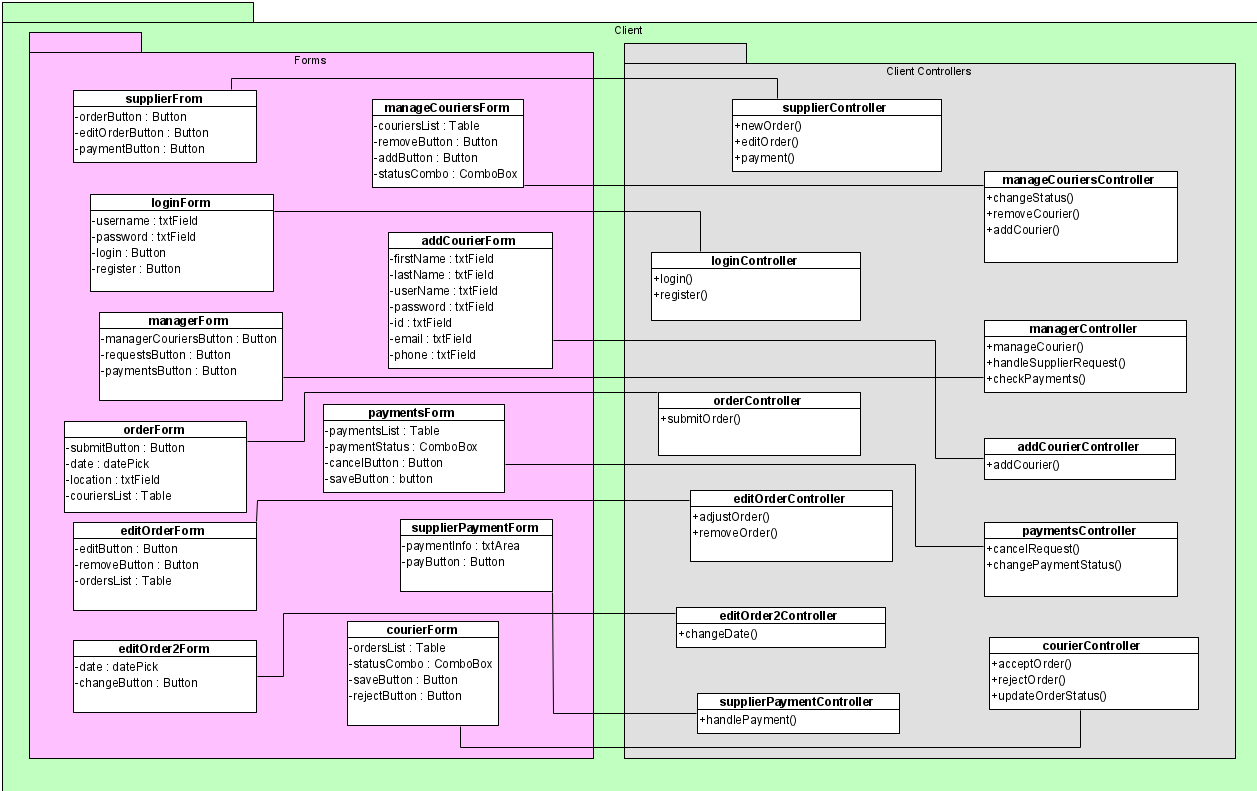 Client
Forms
supplierFrom
-orderButton : Button
-editOrderButton : Button
-paymentButton : Button
manageCouriersForm
-couriersList : Table
-removeButton : Button
-addButton : Button
-statusCombo : ComboBox
loginForm
-username : txtField
-password : txtField
-login : Button
-register : Button
addCourierForm
-firstName : txtField
-lastName : txtField
-userName : txtField
-password : txtField
-id : txtField
-email : txtField
-phone : txtField
managerForm
-managerCouriersButton : Button
-requestsButton : Button
-paymentsButton : Button
orderForm
-submitButton : Button
-date : datePick
-location : txtField
-couriersList : Table
paymentsForm
-paymentsList : Table
-paymentStatus : ComboBox
-cancelButton : Button
-saveButton : button
editOrderForm
-editButton : Button
-removeButton : Button
-ordersList : Table
supplierPaymentForm
-paymentInfo : txtArea
-payButton : Button
editOrder2Form
-date : datePick
-changeButton : Button
courierForm
-ordersList : Table
-statusCombo : ComboBox
-saveButton : Button
-rejectButton : Button
Client Controllers
supplierController
+newOrder()
+editOrder()
+payment()
manageCouriersController
+changeStatus()
+removeCourier()
+addCourier()
loginController
+login()
+register()
managerController
+manageCourier()
+handleSupplierRequest()
+checkPayments()
orderController
+submitOrder()
addCourierController
+addCourier()
editOrderController
+adjustOrder()
+removeOrder()
paymentsController
+cancelRequest()
+changePaymentStatus()
editOrder2Controller
+changeDate()
courierController
+acceptOrder()
+rejectOrder()
+updateOrderStatus()
supplierPaymentController
+handlePayment()